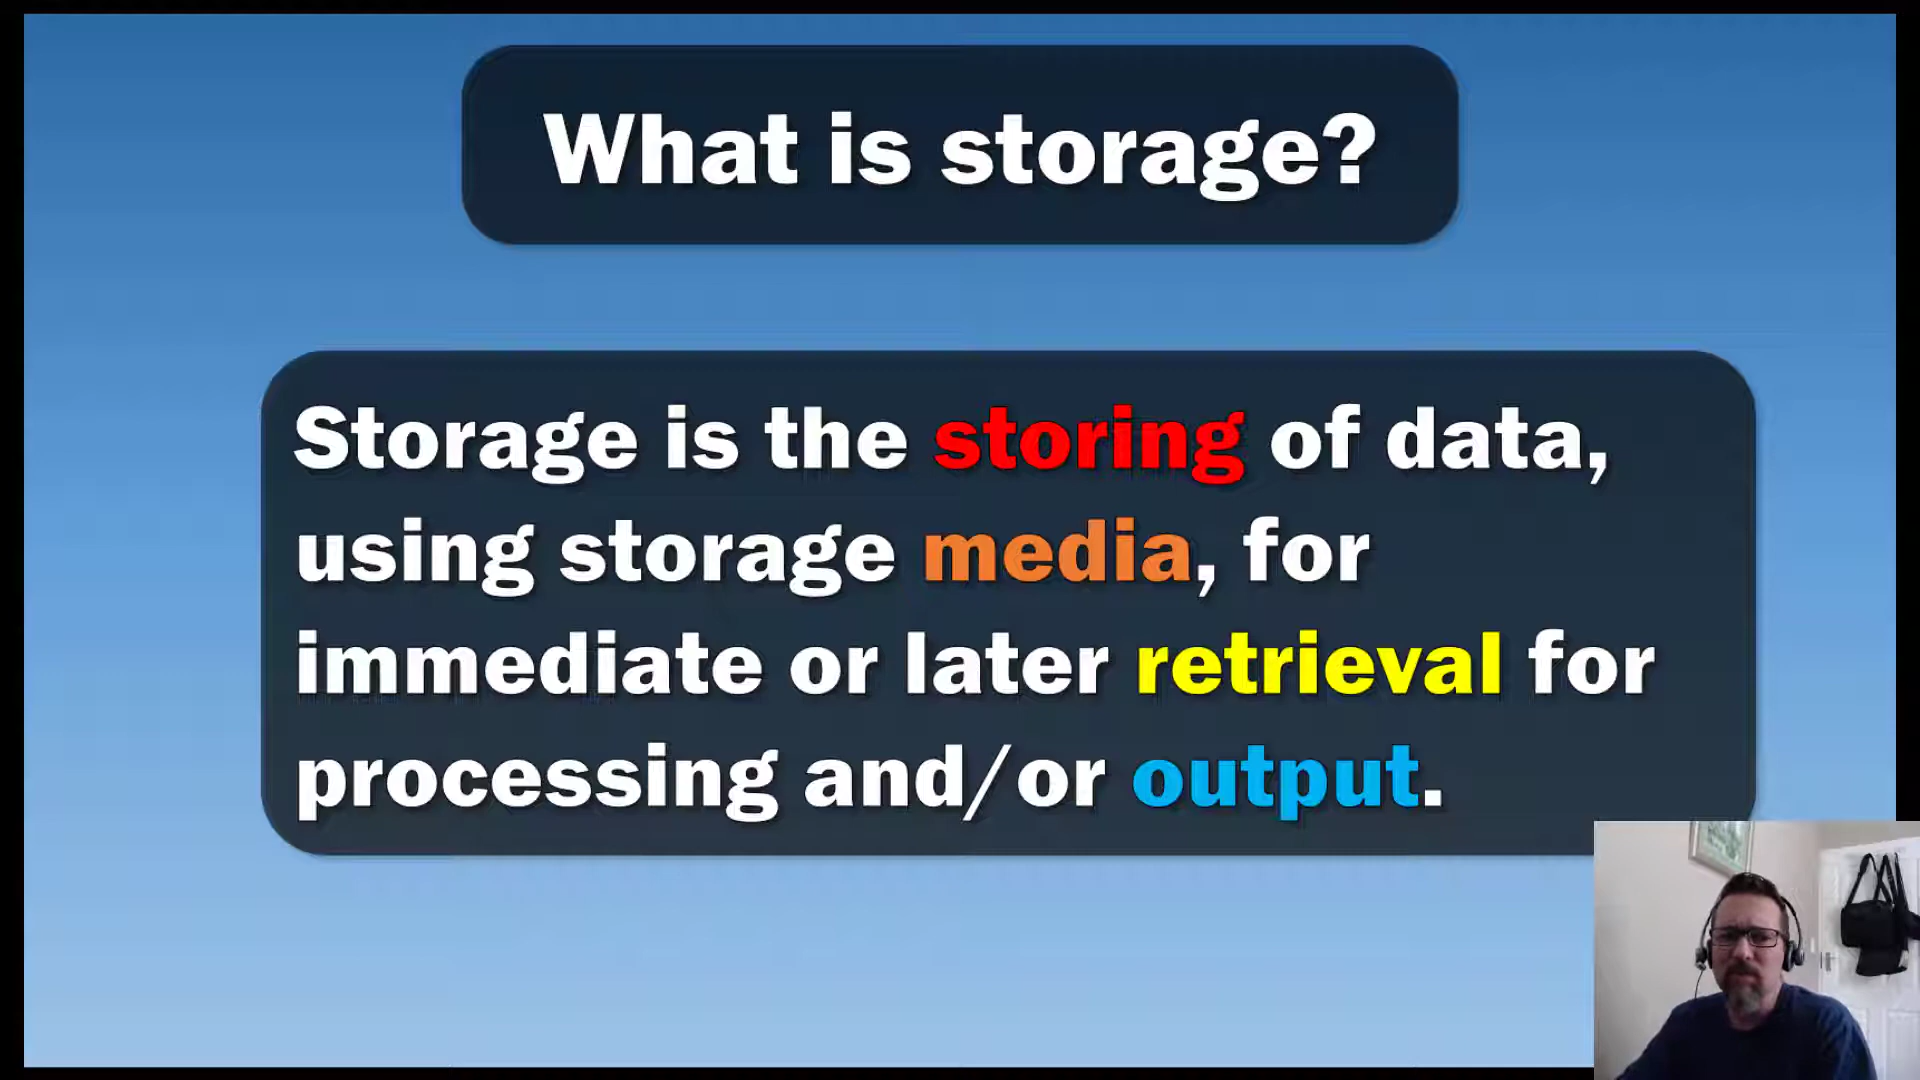 What is storage?
Storage is the storing of data,
using storage media, for
immediate or later retrieval for
processing and/or output.